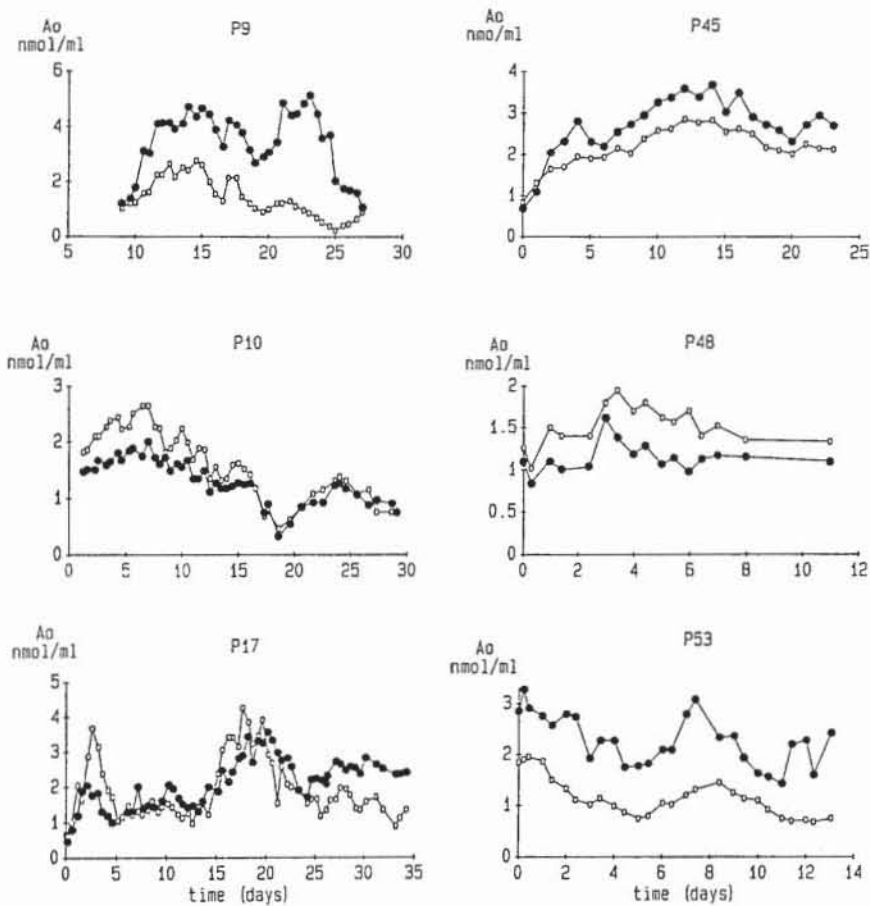 Ao
nmol/ml
P9
6
4
2
0
5 10 15 20 25 30
Ao
nmol/ml
P45
4
3
2
1
0
0 5 10 15 20 25
Ao
nmol/ml
P10
3
2
1
0
0 5 10 15 20 25 30
Ao
nmol/ml
P48
2
1.5
1
0.5
0
0 2 4 6 8 10 12
Ao
nmol/ml
P17
5
4
3
2
1
0
0 5 10 15 20 25 30 35
time (days)
Ao
nmol/ml
P53
3
2
1
0
0 2 4 6 8 10 12 14
time (days)